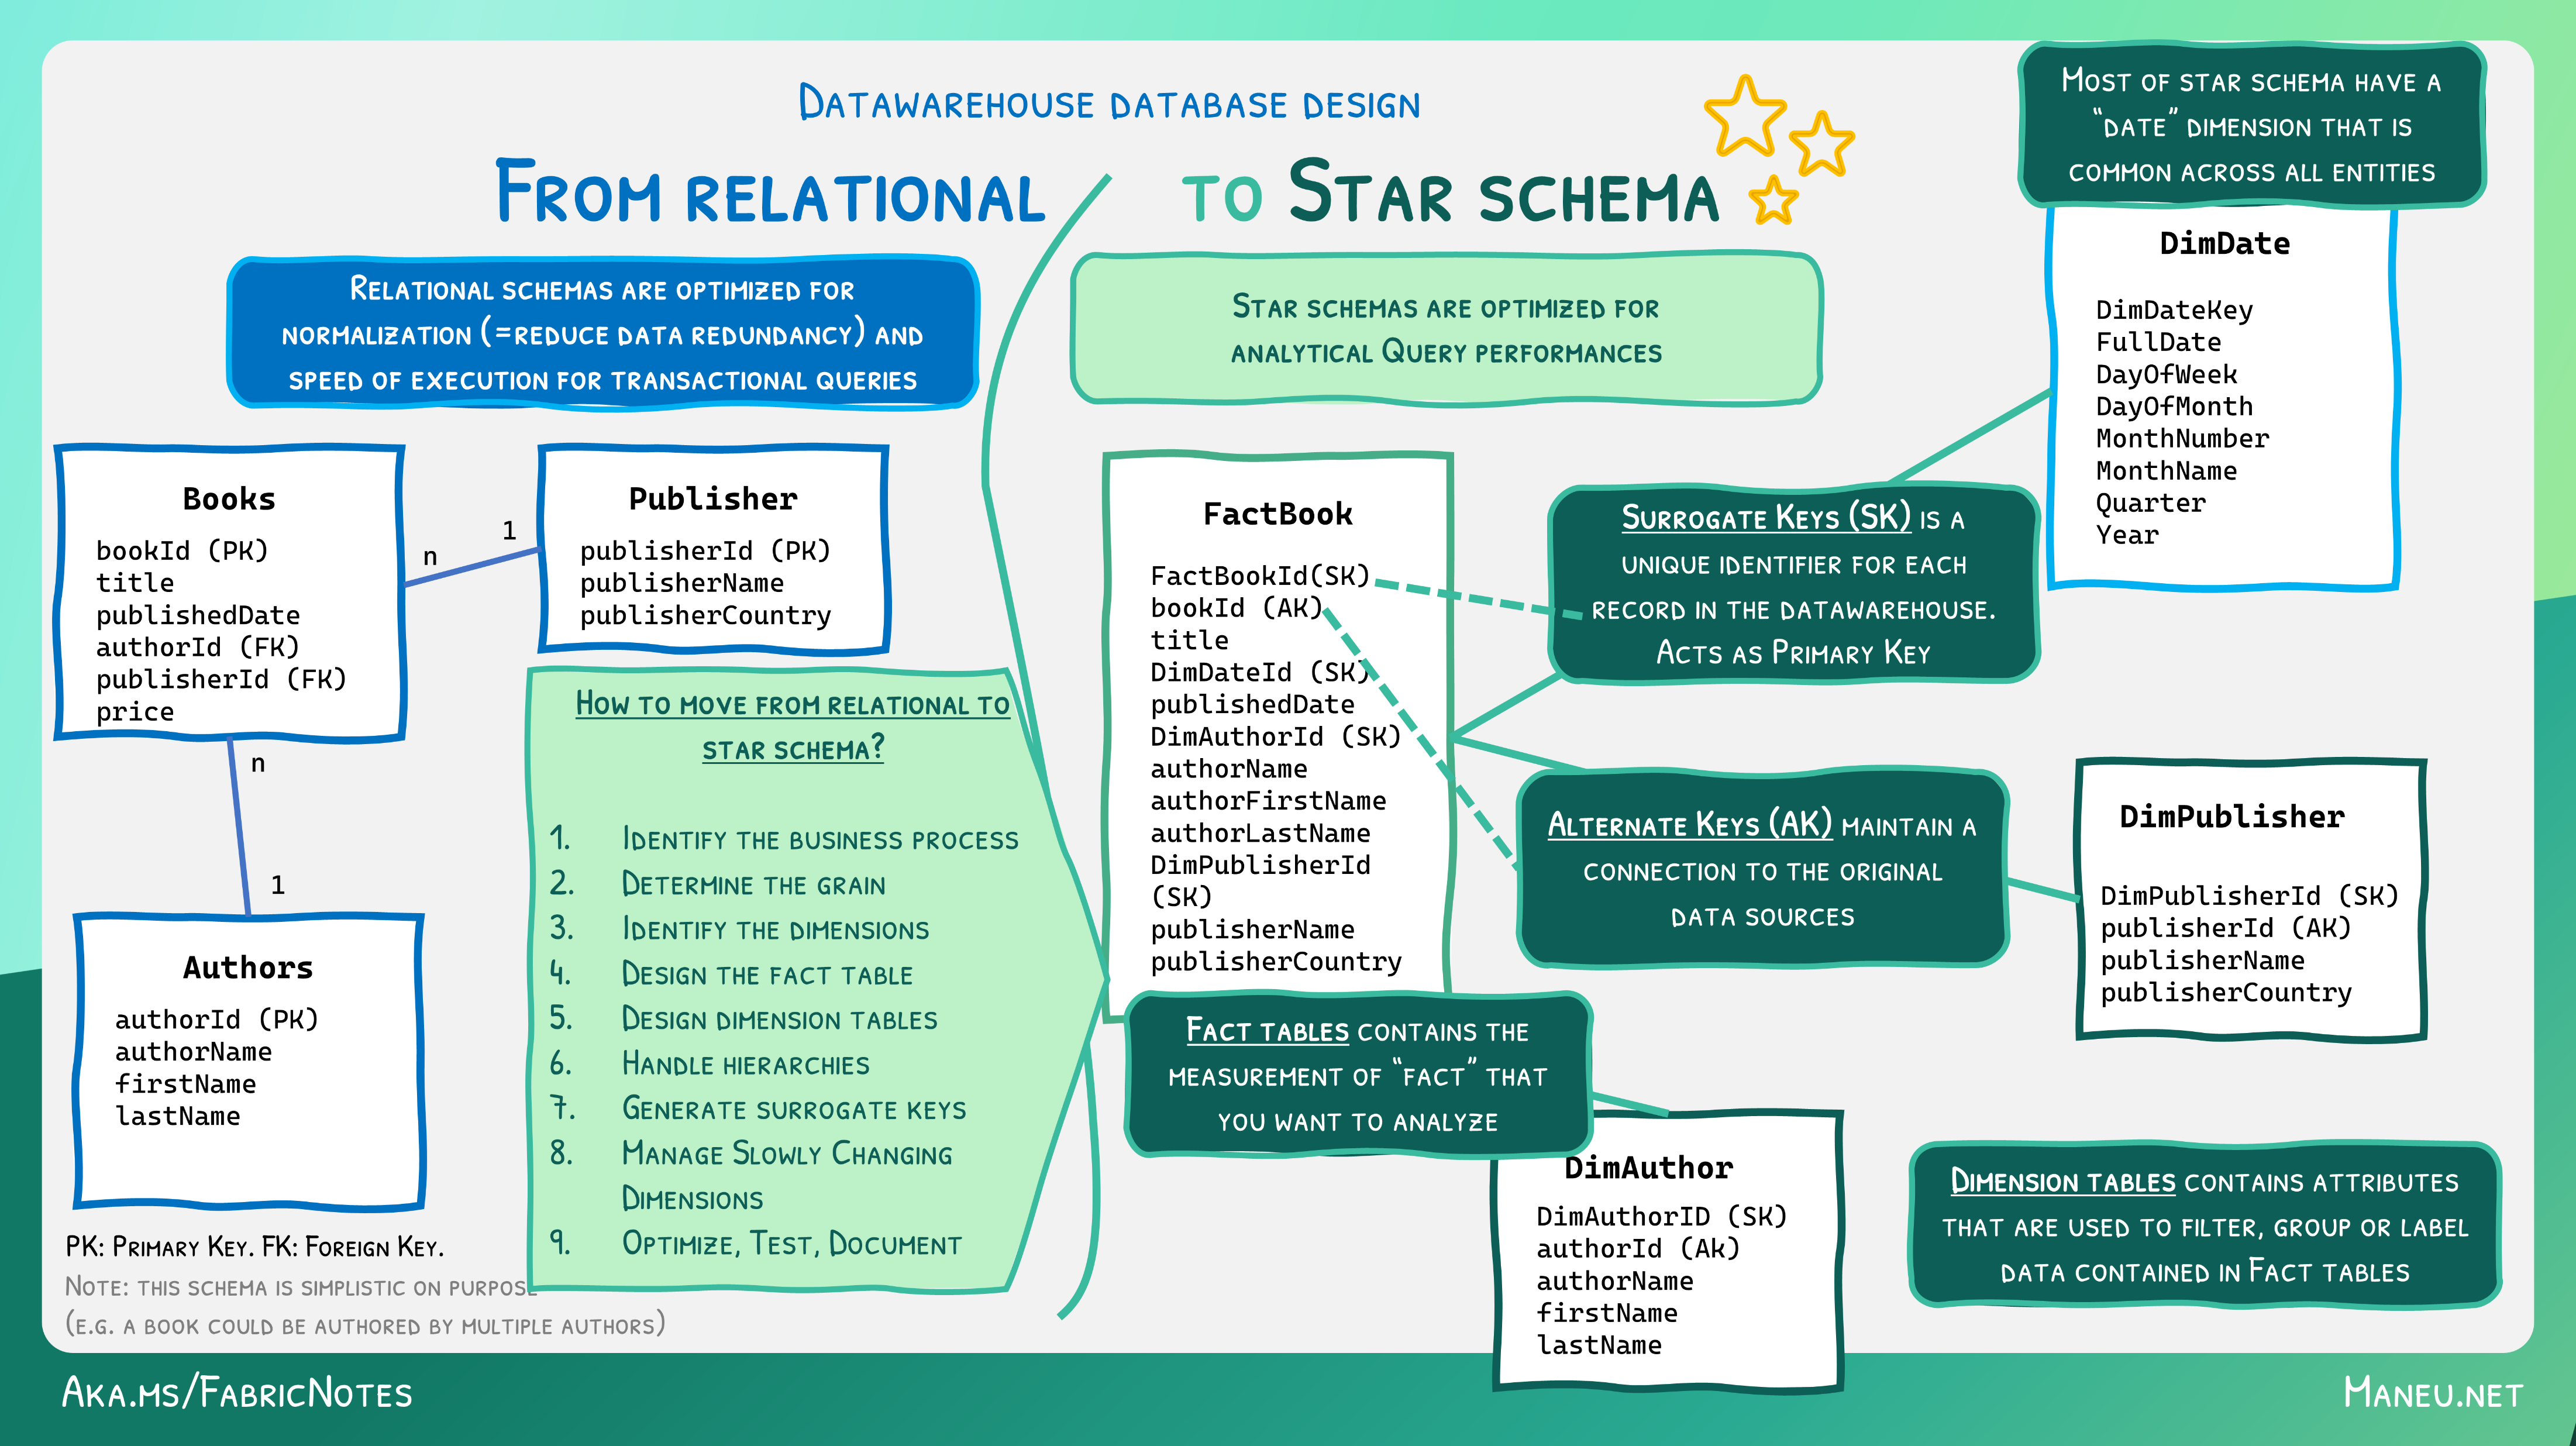 Datawarehouse database design
From relational to Star schema
Relational schemas are optimized for
normalization (=reduce data redundancy) and
speed of execution for transactional queries
Books
bookId (PK)
title
publishedDate
authorId (FK)
publisherId (FK)
price
n
1
Publisher
publisherId (PK)
publisherName
publisherCountry
n
1
Authors
authorId (PK)
authorName
firstName
lastName
PK: Primary Key. FK: Foreign Key.
Note: this schema is simplistic on purpose
(e.g. a book could be authored by multiple authors)
How to move from relational to
star schema?
1. Identify the business process
2. Determine the grain
3. Identify the dimensions
4. Design the fact table
5. Design dimension tables
6. Handle hierarchies
7. Generate surrogate keys
8. Manage Slowly Changing
Dimensions
9. Optimize, Test, Document
Star schemas are optimized for
analytical Query performances
FactBook
FactBookId(SK)
bookId (AK)
title
DimDateId (SK)
publishedDate
DimAuthorId (SK)
authorName
authorFirstName
authorLastName
DimPublisherId
(SK)
publisherName
publisherCountry
Fact tables contains the
measurement of “fact” that
you want to analyze
Surrogate Keys (SK) is a
unique identifier for each
record in the datawarehouse.
Acts as Primary Key
Alternate Keys (AK) maintain a
connection to the original
data sources
Most of star schema have a
“date” dimension that is
common across all entities
DimDate
DimDateKey
FullDate
DayOfWeek
DayOfMonth
MonthNumber
MonthName
Quarter
Year
DimPublisher
DimPublisherId (SK)
publisherId (AK)
publisherName
publisherCountry
DimAuthor
DimAuthorID (SK)
authorId (Ak)
authorName
firstName
lastName
Dimension tables contains attributes
that are used to filter, group or label
data contained in Fact tables
Aka.ms/FabricNotes
Maneu.net